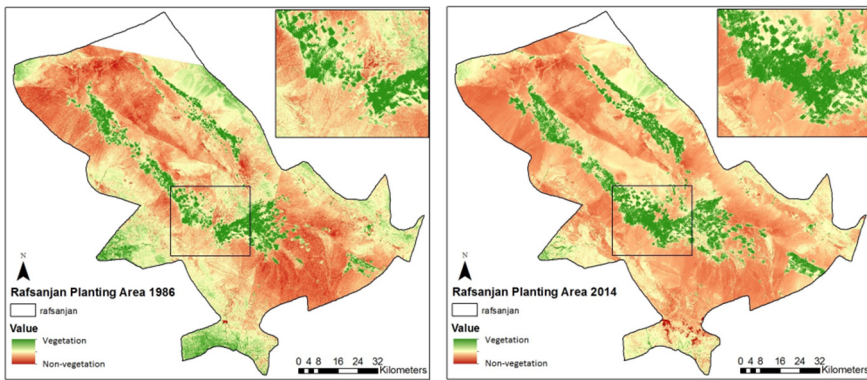 N
Rafsanjan Planting Area 1986
rafsanjan
Value
Vegetation
Non-vegetation
0 4 8 16 24 32
Kilometers
N
Rafsanjan Planting Area 2014
rafsanjan
Value
Vegetation
Non-vegetation
0 4 8 16 24 32
Kilometers